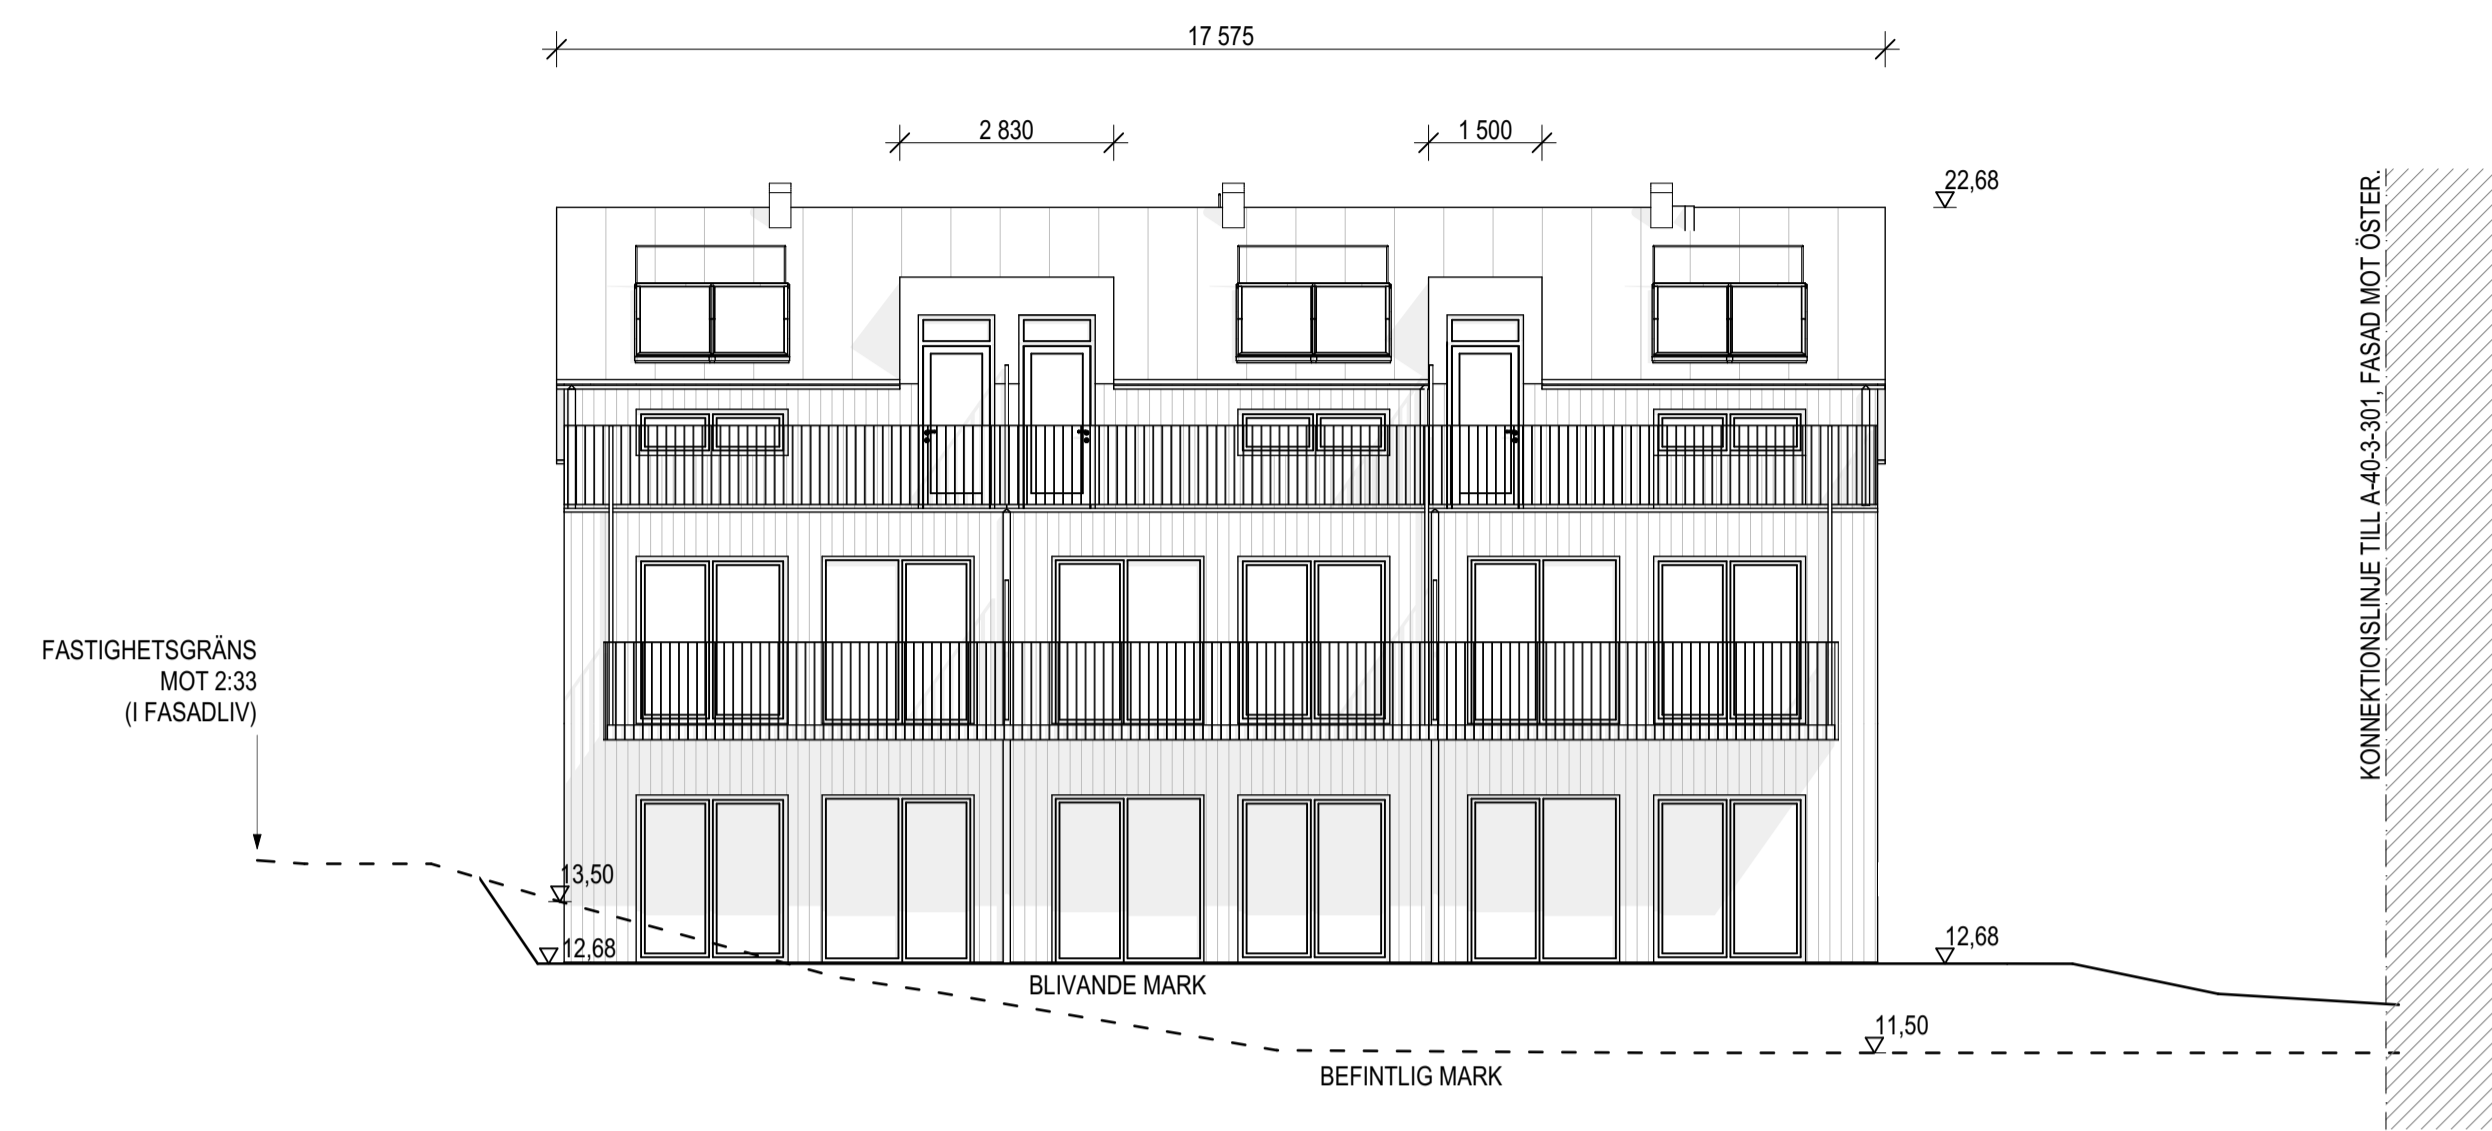 17 575
2 830
1 500
22,68
KONNEKTIONSLINJE TILL A-40-3-301, FASAD MOT ÖSTER.
FASTIGHETSGRÄNS
MOT 2:33
(I FASADLIV)
13,50
12,68
12,68
BLIVANDE MARK
11,50
BEFINTLIG MARK